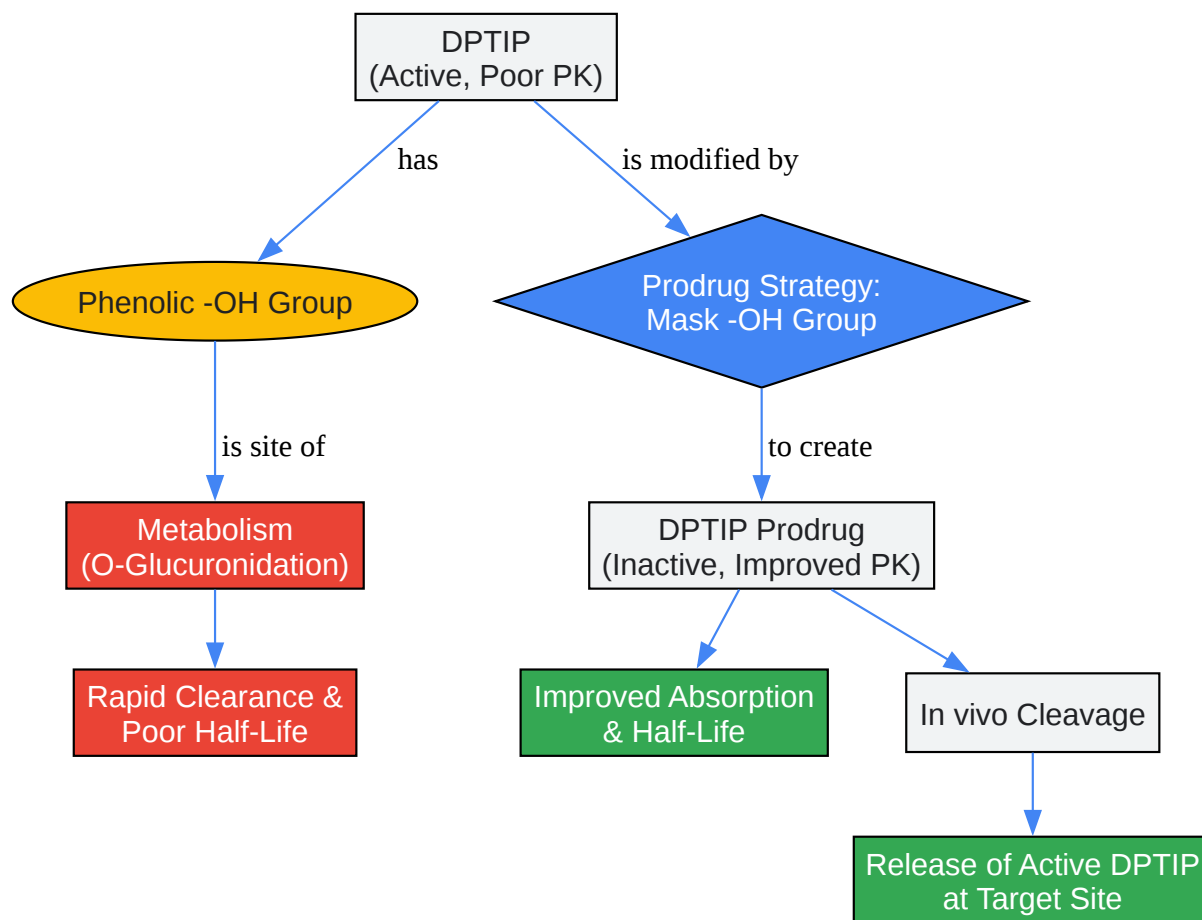 DPTIP
(Active, Poor PK)
has
is modified by
Phenolic -OH Group
Prodrug Strategy:
Mask -OH Group
is site of
to create
Metabolism
(O-Glucuronidation)
DPTIP Prodrug
(Inactive, Improved PK)
Rapid Clearance &
Poor Half-Life
Improved Absorption
& Half-Life
In vivo Cleavage
Release of Active DPTIP
at Target Site